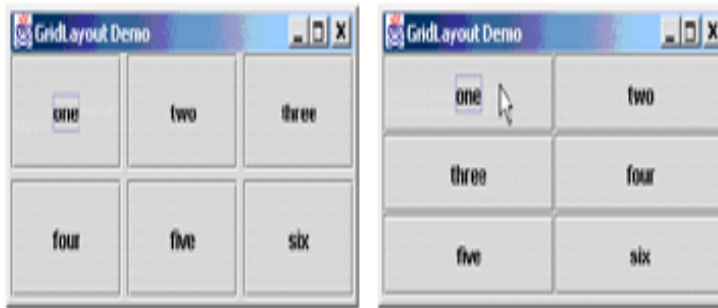 GridLayout Demo
one two three
four five six
GridLayout Demo
one two
three four
five six